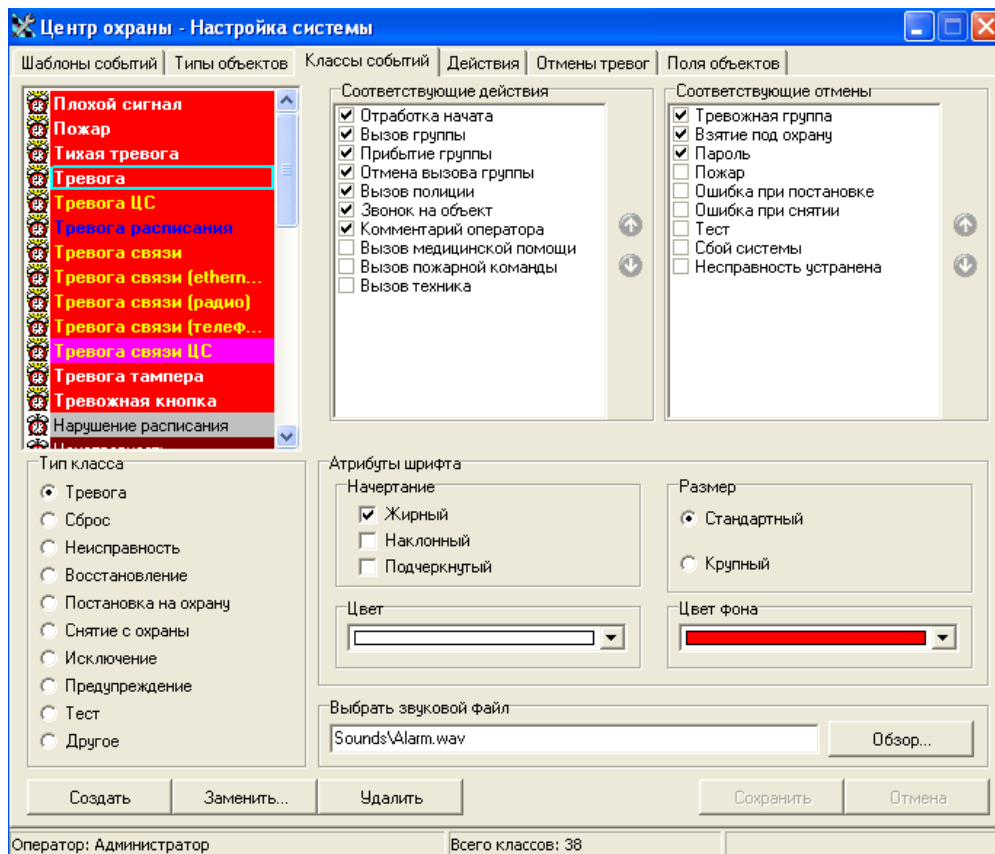 Центр охраны - Настройка системы
Шаблоны событий
Типы объектов
Классы событий
Действия
Отмены тревог
Поля объектов
Плохой сигнал
Пожар
Тихая тревога
Тревога
Тревога ЦС
Тревога расписания
Тревога связи
Тревога связи (ethern...
Тревога связи (радио)
Тревога связи (телеф...
Тревога связи ЦС
Тревога тампера
Тревожная кнопка
Нарушение расписания
Соответствующие действия
Отработка начата
Вызов группы
Прибытие группы
Отмена вызова группы
Вызов полиции
Звонок на объект
Комментарий оператора
Вызов медицинской помощи
Вызов пожарной команды
Вызов техника
Соответствующие отмены
Тревожная группа
Взятие под охрану
Пароль
Пожар
Ошибка при постановке
Ошибка при снятии
Тест
Сбой системы
Несправность устранена
Тип класса
Тревога
Сброс
Неисправность
Восстановление
Постановка на охрану
Снятие с охраны
Исключение
Предупреждение
Тест
Другое
Атрибуты шрифта
Начертание
Жирный
Наклонный
Подчеркнутый
Размер
Стандартный
Крупный
Цвет
Цвет фона
Выбрать звуковой файл
Sounds\Alarm.wav
Обзор...
Создать
Заменить...
Удалить
Сохранить
Отмена
Оператор: Администратор
Всего классов: 38